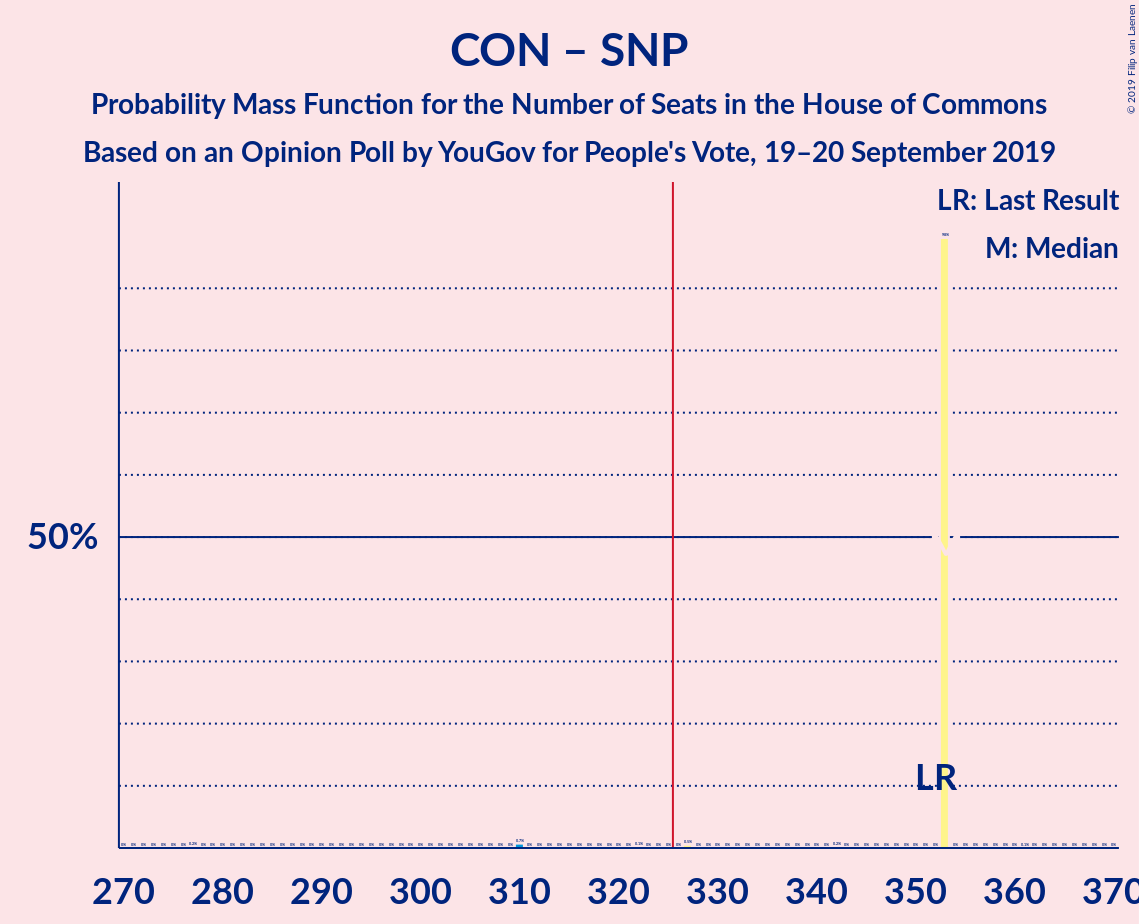 CON – SNP
Probability Mass Function for the Number of Seats in the House of Commons
Based on an Opinion Poll by YouGov for People's Vote, 19–20 September 2019
© 2019 Filip van Laenen
LR: Last Result
M: Median
50%
LR
270 280 290 300 310 320 330 340 350 360 370